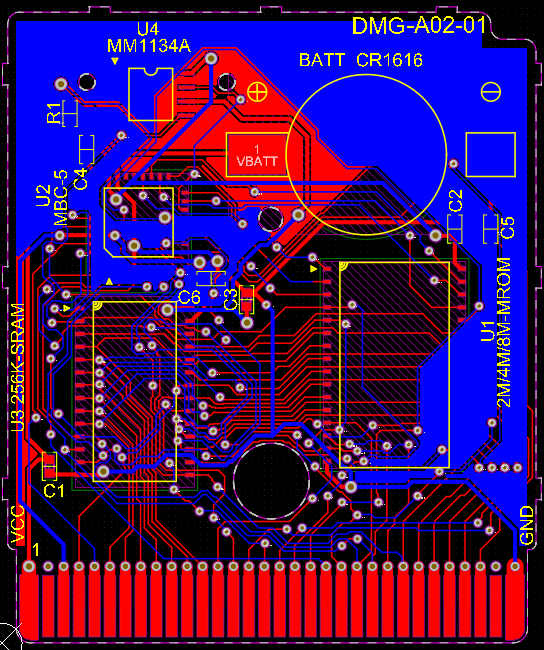 DMG-A02-01
U4
MM1134A
BATT CR1616
R1
1
VBATT
C4
U2
MBC-5
C2
C5
C6
C3
U1
2M/4M/8M-MROM
U3 256K-SRAM
C1
VCC
GND
1